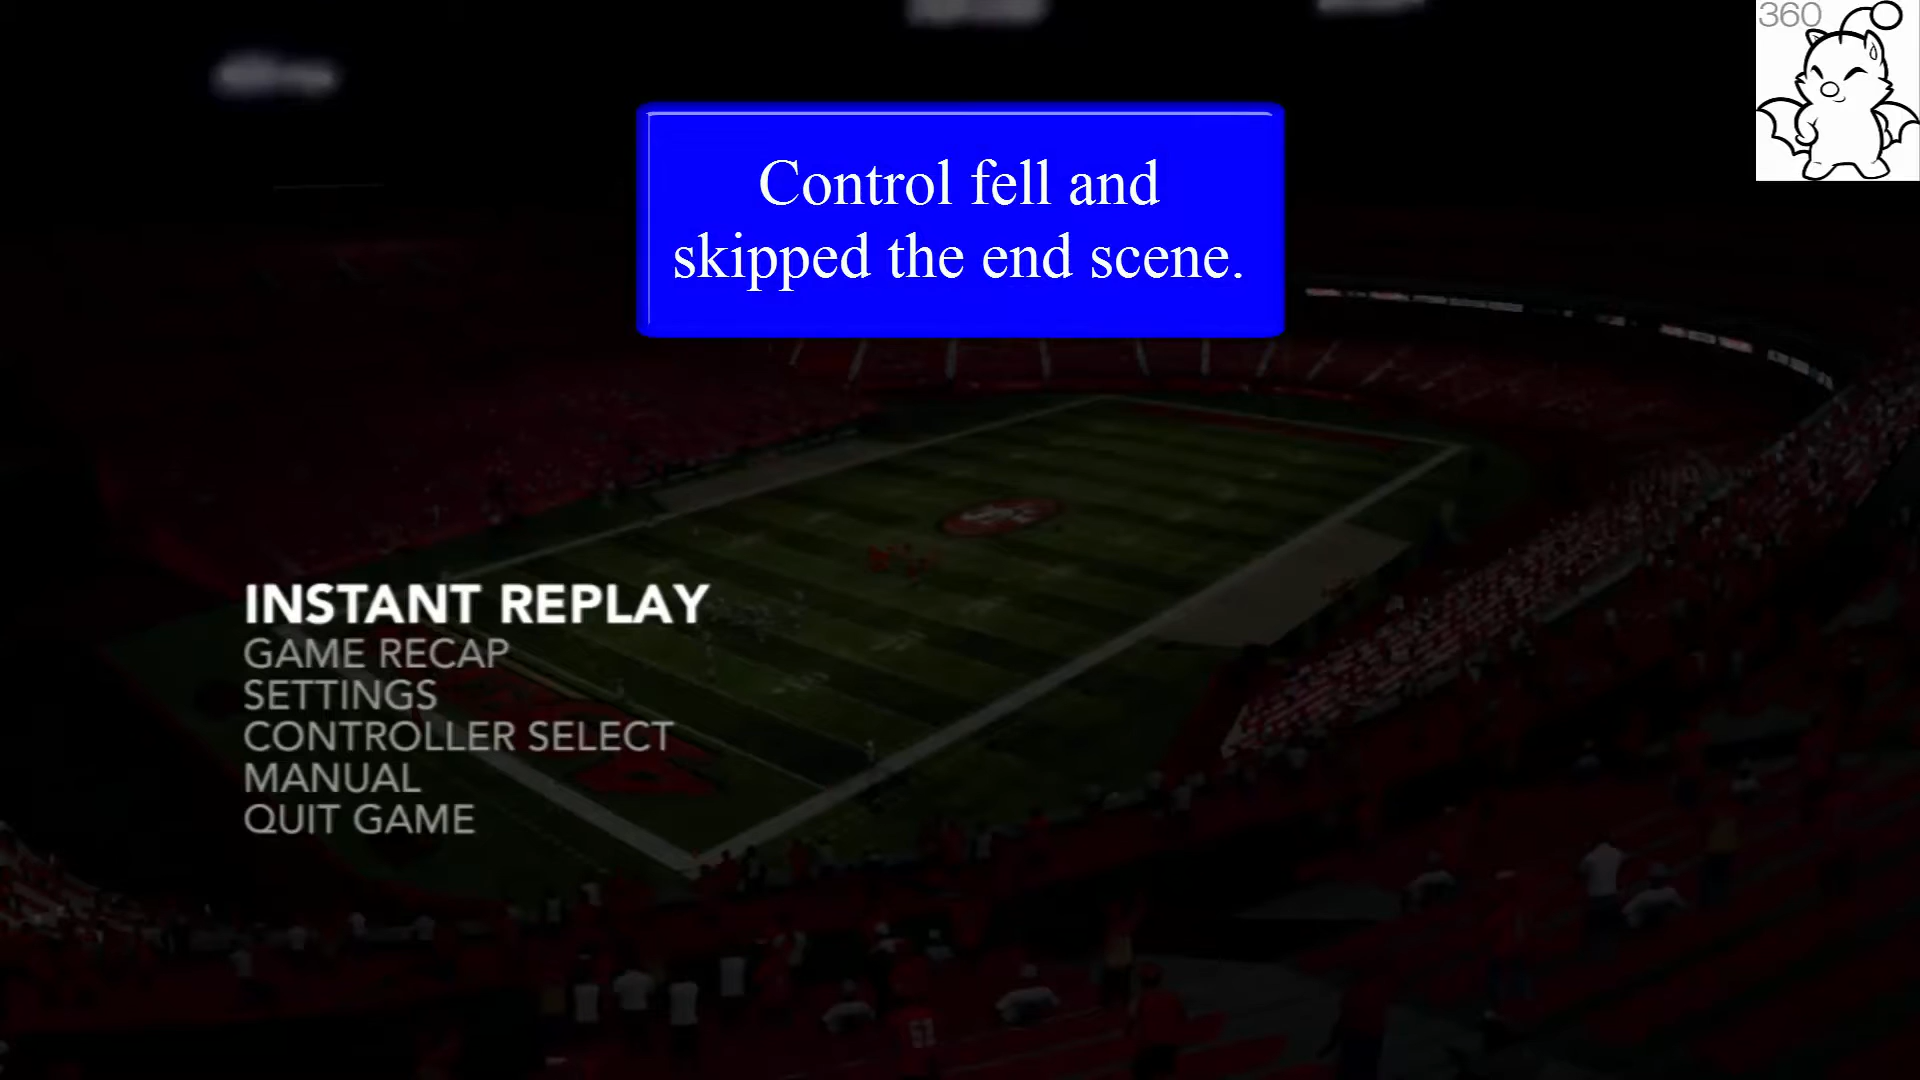 360
Control fell and
skipped the end scene.
INSTANT REPLAY
GAME RECAP
SETTINGS
CONTROLLER SELECT
MANUAL
QUIT GAME